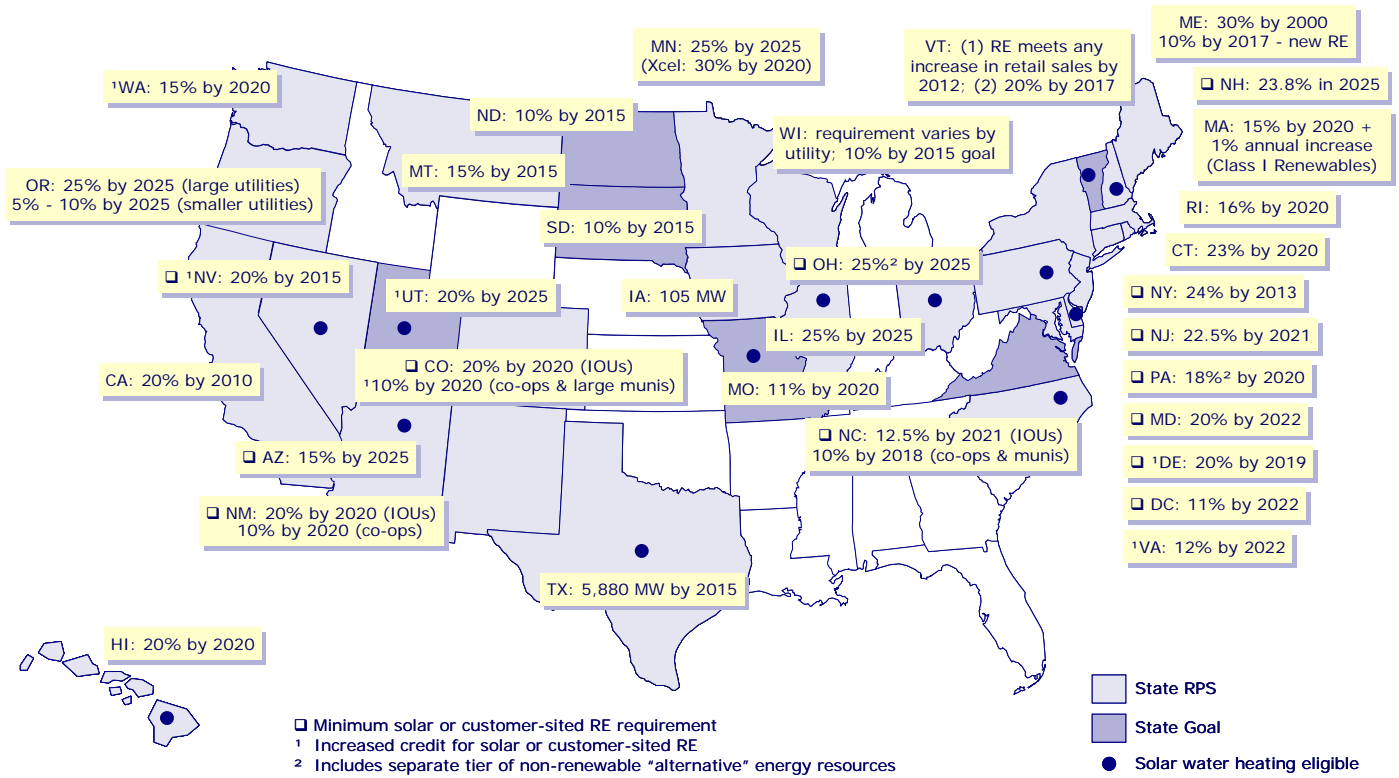 ME: 30% by 2000
10% by 2017 - new RE
MN: 25% by 2025
(Xcel: 30% by 2020)
VT: (1) RE meets any
increase in retail sales by
2012; (2) 20% by 2017
¹WA: 15% by 2020
❑ NH: 23.8% in 2025
ND: 10% by 2015
WI: requirement varies by
utility; 10% by 2015 goal
MA: 15% by 2020 +
1% annual increase
(Class I Renewables)
MT: 15% by 2015
OR: 25% by 2025 (large utilities)
5% - 10% by 2025 (smaller utilities)
RI: 16% by 2020
SD: 10% by 2015
CT: 23% by 2020
❑ OH: 25%² by 2025
❑ ¹NV: 20% by 2015
¹UT: 20% by 2025
IA: 105 MW
❑ NY: 24% by 2013
IL: 25% by 2025
❑ NJ: 22.5% by 2021
❑ CO: 20% by 2020 (IOUs)
¹10% by 2020 (co-ops & large munis)
CA: 20% by 2010
MO: 11% by 2020
❑ PA: 18%² by 2020
❑ MD: 20% by 2022
❑ NC: 12.5% by 2021 (IOUs)
10% by 2018 (co-ops & munis)
❑ AZ: 15% by 2025
❑ ¹DE: 20% by 2019
❑ NM: 20% by 2020 (IOUs)
10% by 2020 (co-ops)
❑ DC: 11% by 2022
¹VA: 12% by 2022
TX: 5,880 MW by 2015
HI: 20% by 2020
State RPS
State Goal
Solar water heating eligible
❑ Minimum solar or customer-sited RE requirement
¹ Increased credit for solar or customer-sited RE
² Includes separate tier of non-renewable “alternative” energy resources